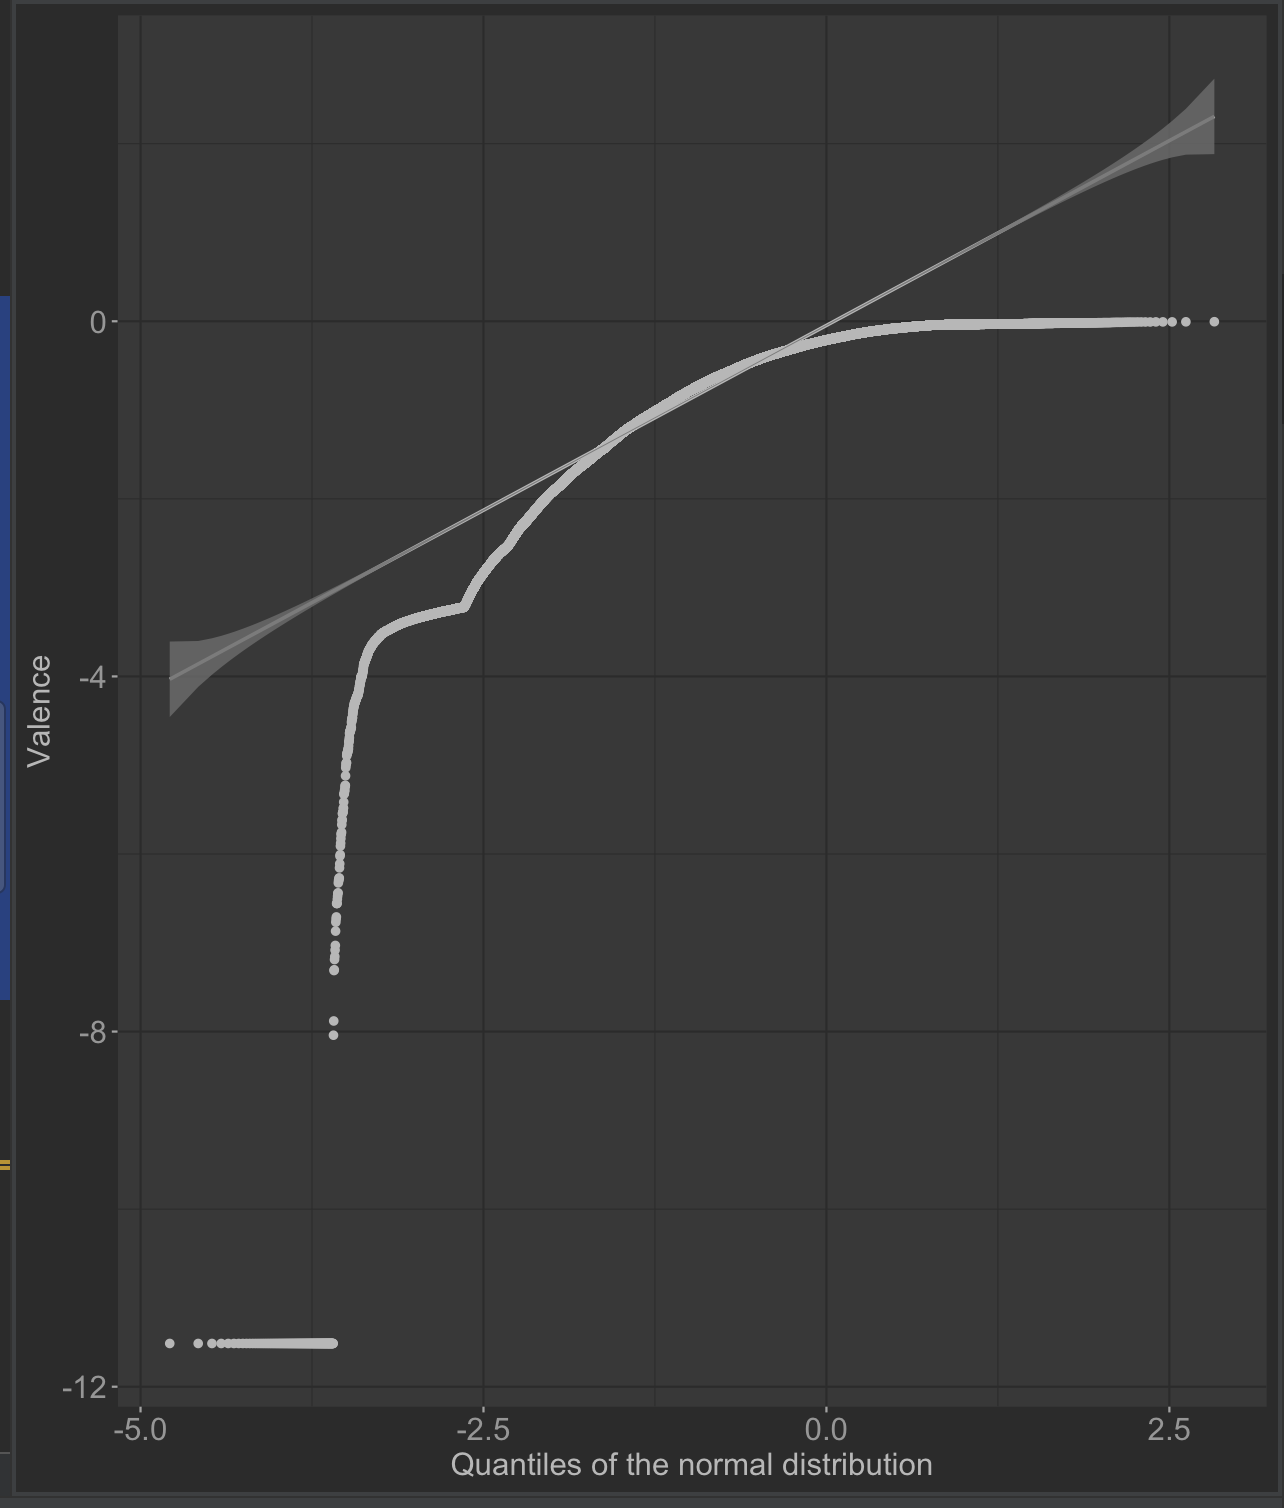 0
-4
-8
-12
Valence
-5.0 -2.5 0.0 2.5
Quantiles of the normal distribution